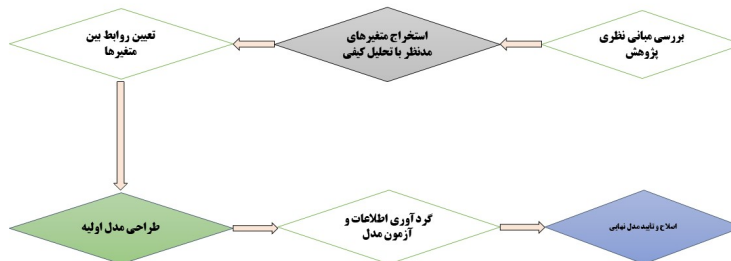 بررسی مبانی نظری
پژوهش
استخراج متغیرهای
مدنظر با تحلیل کیفی
تعیین روابط بین
متغیرها
طراحی مدل اولیه
گردآوری اطلاعات و
آزمون مدل
اصلاح و تایید مدل نهایی